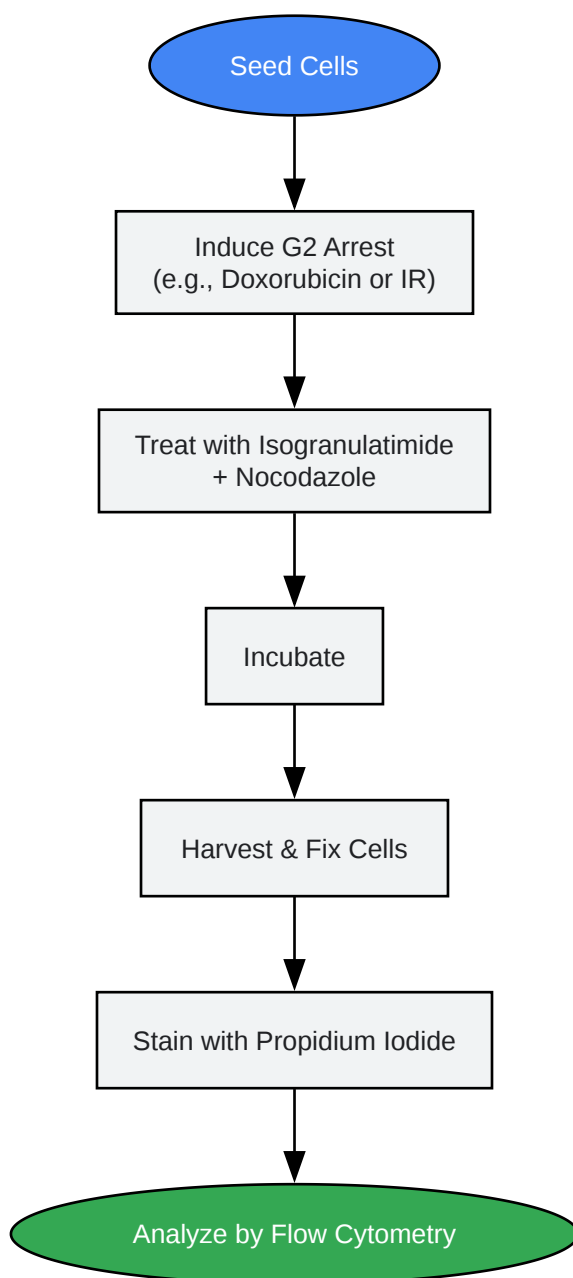 Seed Cells
Induce G2 Arrest
(e.g., Doxorubicin or IR)
Treat with Isogranulatimide
+ Nocodazole
Incubate
Harvest & Fix Cells
Stain with Propidium Iodide
Analyze by Flow Cytometry